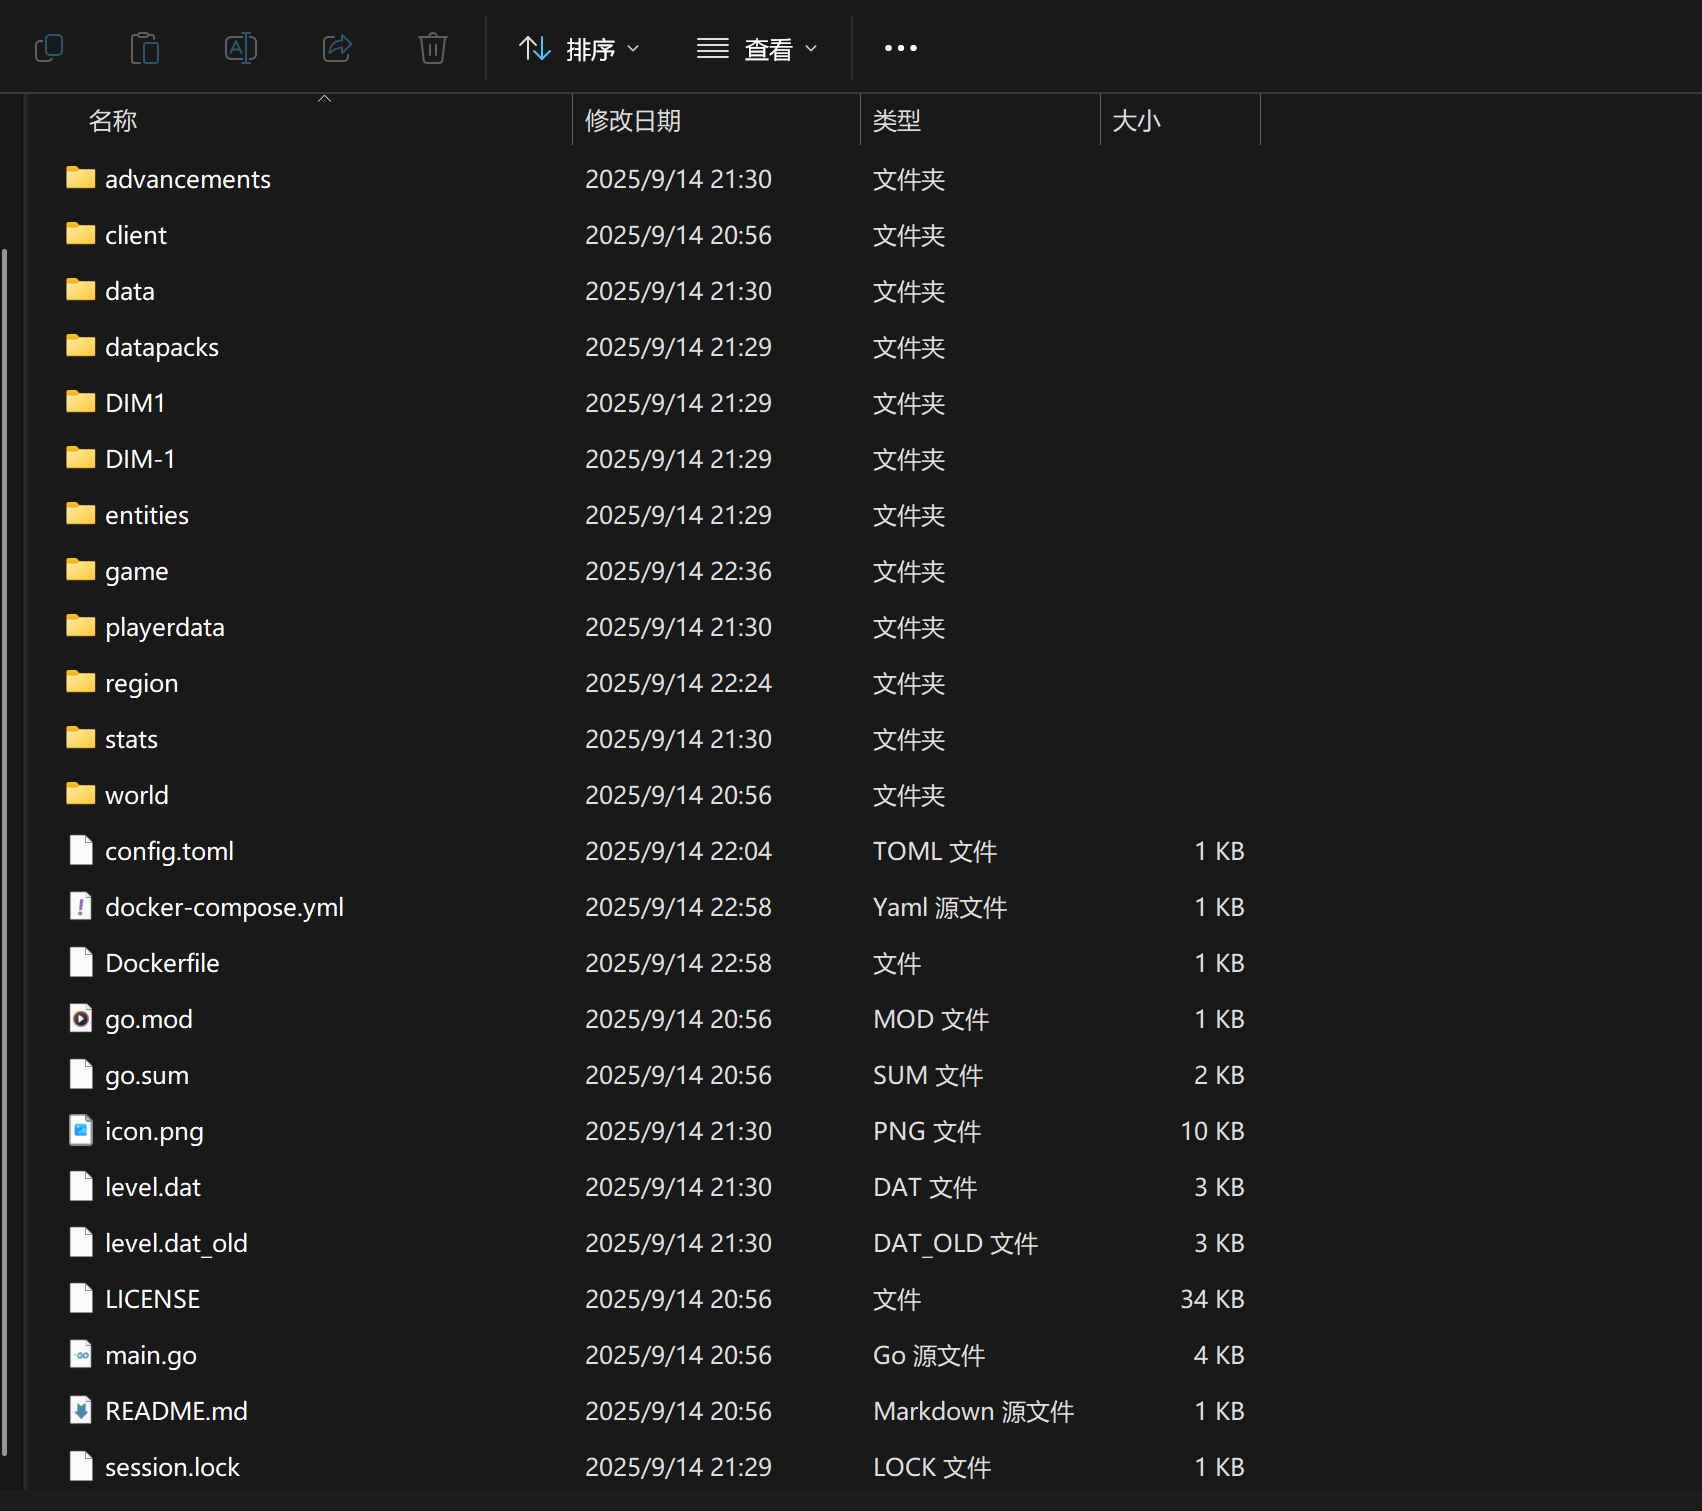 排序 查看
名称 修改日期 类型 大小
advancements 2025/9/14 21:30 文件夹
client 2025/9/14 20:56 文件夹
data 2025/9/14 21:30 文件夹
datapacks 2025/9/14 21:29 文件夹
DIM1 2025/9/14 21:29 文件夹
DIM-1 2025/9/14 21:29 文件夹
entities 2025/9/14 21:29 文件夹
game 2025/9/14 22:36 文件夹
playerdata 2025/9/14 21:30 文件夹
region 2025/9/14 22:24 文件夹
stats 2025/9/14 21:30 文件夹
world 2025/9/14 20:56 文件夹
config.toml 2025/9/14 22:04 TOML 文件 1 KB
docker-compose.yml 2025/9/14 22:58 Yaml 源文件 1 KB
Dockerfile 2025/9/14 22:58 文件 1 KB
go.mod 2025/9/14 20:56 MOD 文件 1 KB
go.sum 2025/9/14 20:56 SUM 文件 2 KB
icon.png 2025/9/14 21:30 PNG 文件 10 KB
level.dat 2025/9/14 21:30 DAT 文件 3 KB
level.dat_old 2025/9/14 21:30 DAT_OLD 文件 3 KB
LICENSE 2025/9/14 20:56 文件 34 KB
main.go 2025/9/14 20:56 Go 源文件 4 KB
README.md 2025/9/14 20:56 Markdown 源文件 1 KB
session.lock 2025/9/14 21:29 LOCK 文件 1 KB